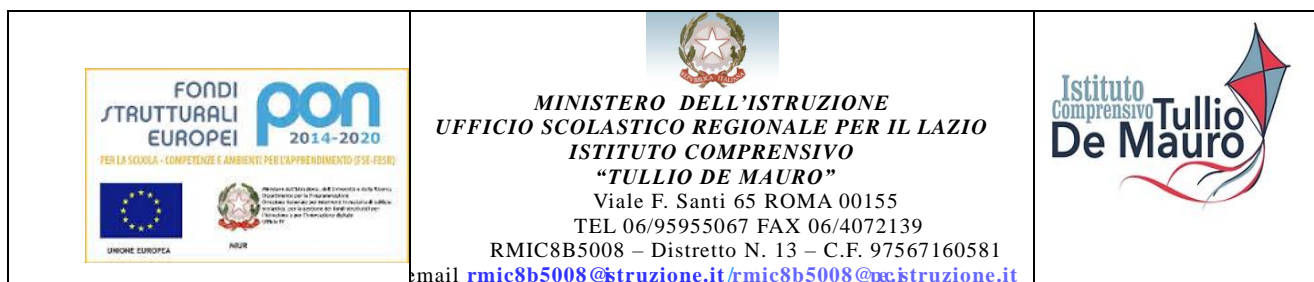 FONDI
STRUTTURALI
EUROPEI
pon
2014-2020
PER LA SCUOLA - COMPETENZE E AMBIENTI PER L'APPRENDIMENTO (FSE-FESR)
UNIONE EUROPEA
MIUR
REPVBBLICA ITALIANA
MINISTERO DELL'ISTRUZIONE
UFFICIO SCOLASTICO REGIONALE PER IL LAZIO
ISTITUTO COMPRENSIVO
“TULLIO DE MAURO”
Viale F. Santi 65 ROMA 00155
TEL 06/95955067 FAX 06/4072139
RMIC8B5008 – Distretto N. 13 – C.F. 97567160581
email rmic8b5008@istruzione.it/rmic8b5008@pec.istruzione.it
Istituto
Comprensivo Tullio
De Mauro